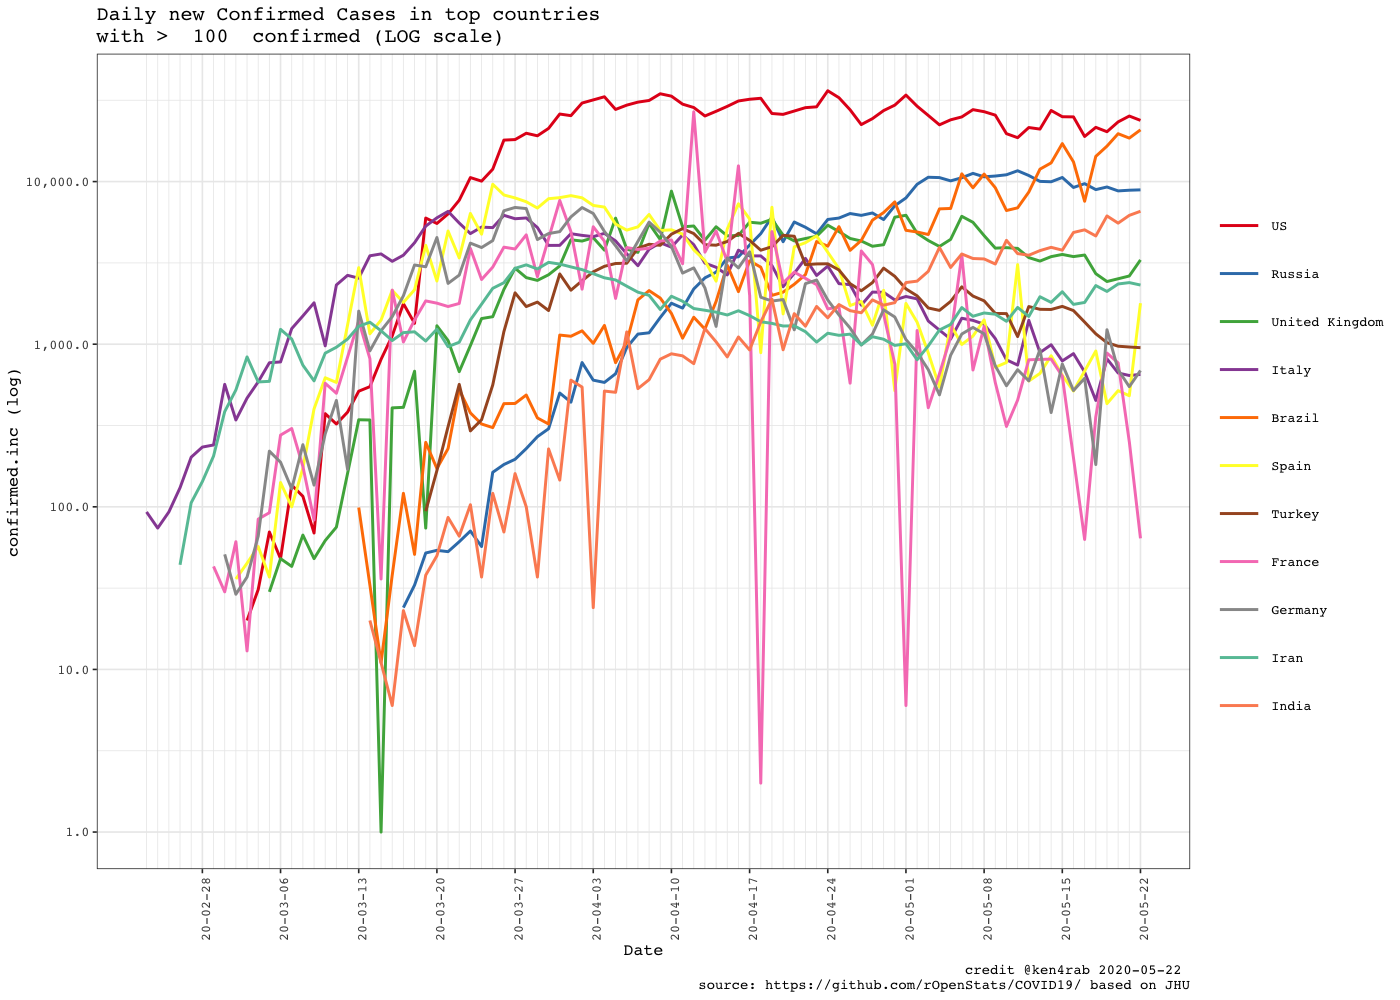 Daily new Confirmed Cases in top countries
with >  100  confirmed (LOG scale)
confirmed.inc (log)
10,000.0
1,000.0
100.0
10.0
1.0
20-02-28
20-03-06
20-03-13
20-03-20
20-03-27
20-04-03
20-04-10
20-04-17
20-04-24
20-05-01
20-05-08
20-05-15
20-05-22
Date
US
Russia
United Kingdom
Italy
Brazil
Spain
Turkey
France
Germany
Iran
India
credit @ken4rab 2020-05-22
source: https://github.com/rOpenStats/COVID19/ based on JHU